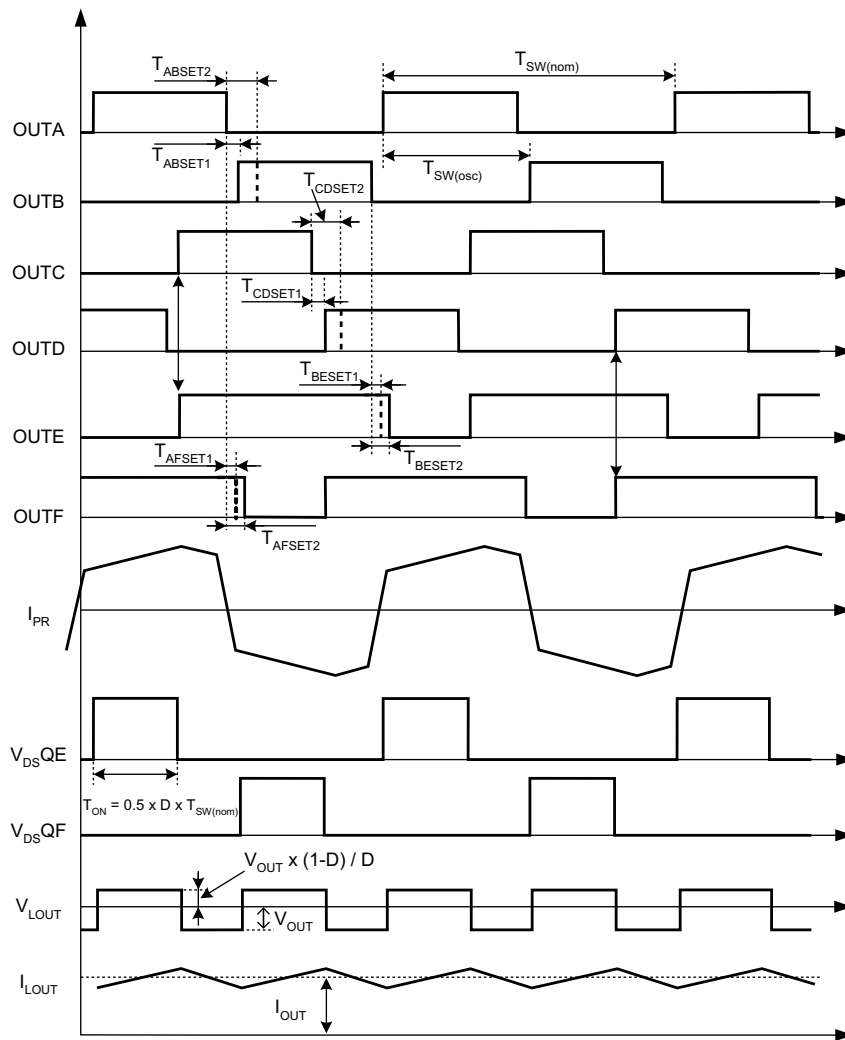 T_ABSET2
T_SW(nom)
OUTA
T_ABSET1
T_SW(osc)
T_CDSET2
OUTB
OUTC
T_CDSET1
OUTD
T_BESET1
OUTE
T_AFSET1
T_BESET2
OUTF
T_AFSET2
I_PR
V_DS QE
T_ON = 0.5 x D x T_SW(nom)
V_DS QF
V_OUT x (1-D) / D
V_LOUT
V_OUT
I_LOUT
I_OUT